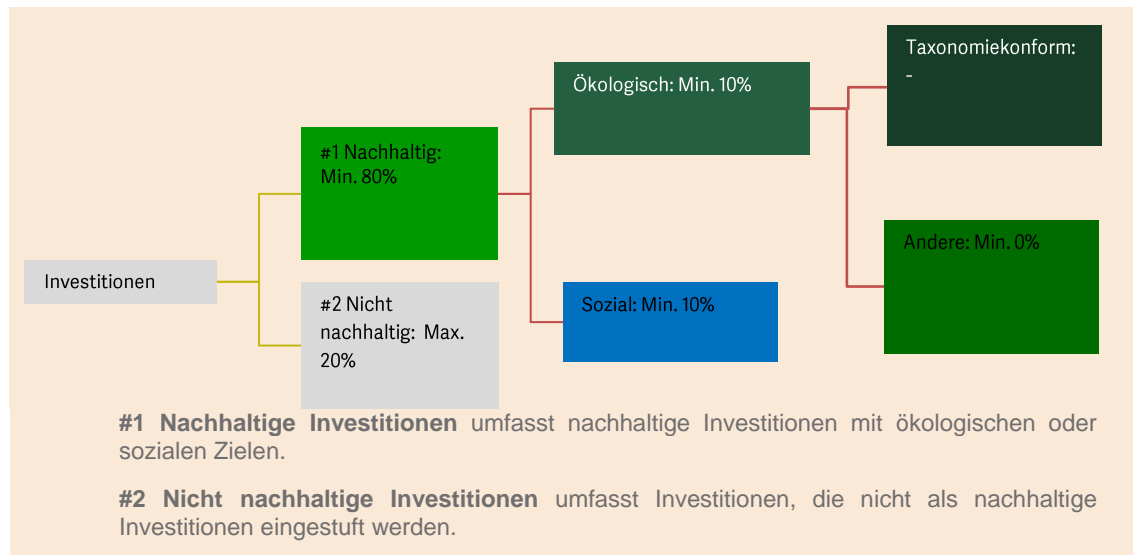 Taxonomiekonform:
-
Ökologisch: Min. 10%
#1 Nachhaltig:
Min. 80%
Andere: Min. 0%
Investitionen
#2 Nicht
nachhaltig: Max.
20%
Sozial: Min. 10%
#1 Nachhaltige Investitionen umfasst nachhaltige Investitionen mit ökologischen oder
sozialen Zielen.
#2 Nicht nachhaltige Investitionen umfasst Investitionen, die nicht als nachhaltige
Investitionen eingestuft werden.